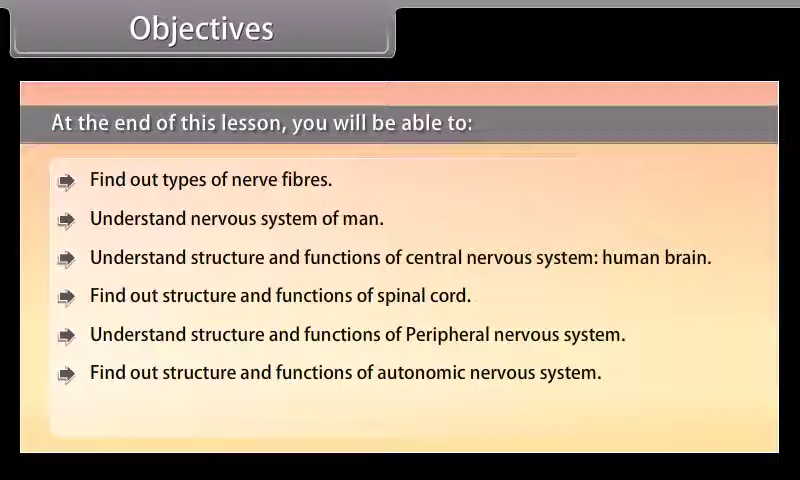 Objectives
At the end of this lesson, you will be able to:
Find out types of nerve fibres.
Understand nervous system of man.
Understand structure and functions of central nervous system: human brain.
Find out structure and functions of spinal cord.
Understand structure and functions of Peripheral nervous system.
Find out structure and functions of autonomic nervous system.